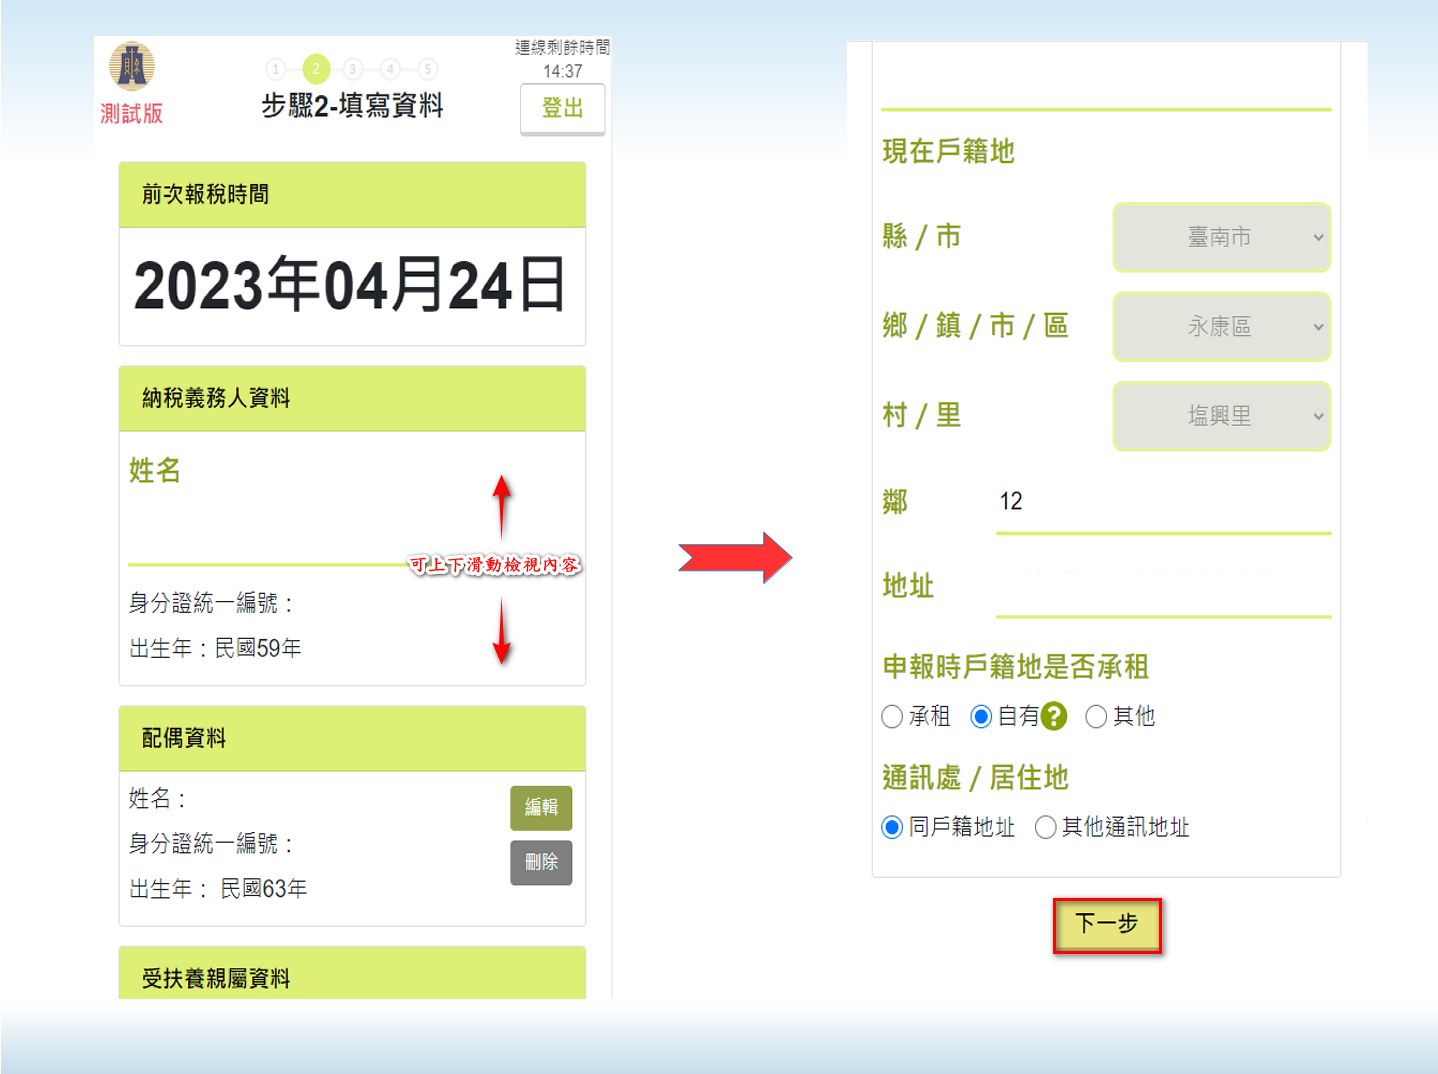 測試版
1 2 3 4 5
步驟2-填寫資料
連線剩餘時間
14:37
登出
前次報稅時間
2023年04月24日
納稅義務人資料
姓名
可上下滑動檢視內容
身分證統一編號：
出生年：民國59年
配偶資料
姓名：
編輯
身分證統一編號：
刪除
出生年： 民國63年
受扶養親屬資料
現在戶籍地
縣 / 市 臺南市
鄉 / 鎮 / 市 / 區 永康區
村 / 里 塩興里
鄰 12
地址
申報時戶籍地是否承租
承租 自有 ? 其他
通訊處 / 居住地
同戶籍地址 其他通訊地址
下一步